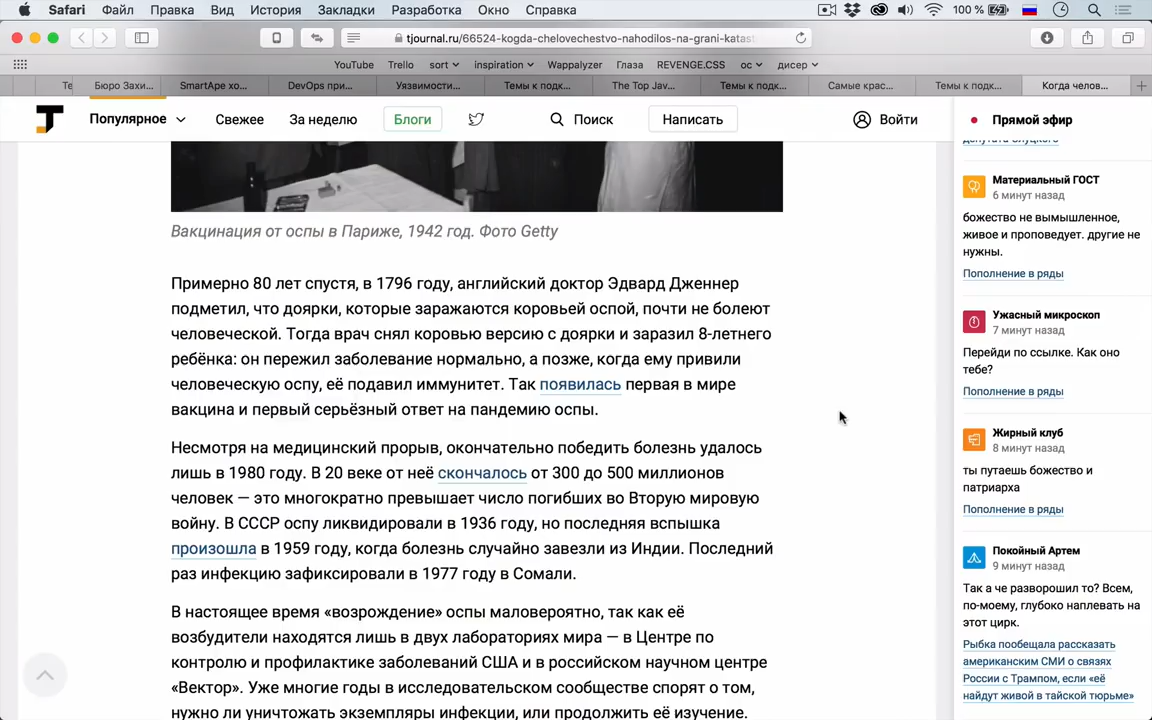 Safari Файл Правка Вид История Закладки Разработка Окно Справка 100 %
tjournal.ru/66524-kogda-chelovechestvo-nahodilos-na-grani-katast
YouTube Trello sort inspiration Wappalyzer Глаза REVENGE.CSS ос дисер
Те Бюро Захи... SmartApe хо... DevOps при... Уязвимости... Темы к подк... The Top Jav... Темы к подк... Самые крас... Темы к подк... Когда челов...
Популярное Свежее За неделю Блоги Поиск Написать Войти
Вакцинация от оспы в Париже, 1942 год. Фото Getty
Примерно 80 лет спустя, в 1796 году, английский доктор Эдвард Дженнер
подметил, что доярки, которые заражаются коровьей оспой, почти не болеют
человеческой. Тогда врач снял коровью версию с доярки и заразил 8-летнего
ребёнка: он пережил заболевание нормально, а позже, когда ему привили
человеческую оспу, её подавил иммунитет. Так появилась первая в мире
вакцина и первый серьёзный ответ на пандемию оспы.
Несмотря на медицинский прорыв, окончательно победить болезнь удалось
лишь в 1980 году. В 20 веке от неё скончалось от 300 до 500 миллионов
человек — это многократно превышает число погибших во Вторую мировую
войну. В СССР оспу ликвидировали в 1936 году, но последняя вспышка
произошла в 1959 году, когда болезнь случайно завезли из Индии. Последний
раз инфекцию зафиксировали в 1977 году в Сомали.
В настоящее время «возрождение» оспы маловероятно, так как её
возбудители находятся лишь в двух лабораториях мира — в Центре по
контролю и профилактике заболеваний США и в российском научном центре
«Вектор». Уже многие годы в исследовательском сообществе спорят о том,
нужно ли уничтожать экземпляры инфекции, или продолжить её изучение.
Прямой эфир
депутата Слуцкого
Материальный ГОСТ
6 минут назад
божество не вымышленное,
живое и проповедует. другие не
нужны.
Пополнение в ряды
Ужасный микроскоп
7 минут назад
Перейди по ссылке. Как оно
тебе?
Пополнение в ряды
Жирный клуб
8 минут назад
ты путаешь божество и
патриарха
Пополнение в ряды
Покойный Артем
9 минут назад
Так а че разворошил то? Всем,
по-моему, глубоко наплевать на
этот цирк.
Рыбка пообещала рассказать
американским СМИ о связях
России с Трампом, если «её
найдут живой в тайской тюрьме»